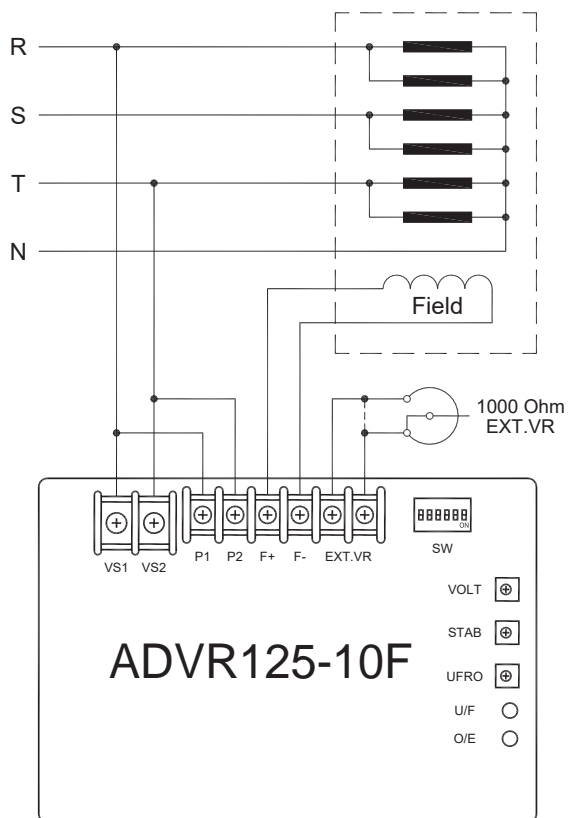 R
S
T
N
Field
1000 Ohm
EXT.VR
VS1 VS2 P1 P2 F+ F- EXT.VR
ON
SW
VOLT
STAB
ADVR125-10F
UFRO
U/F
O/E